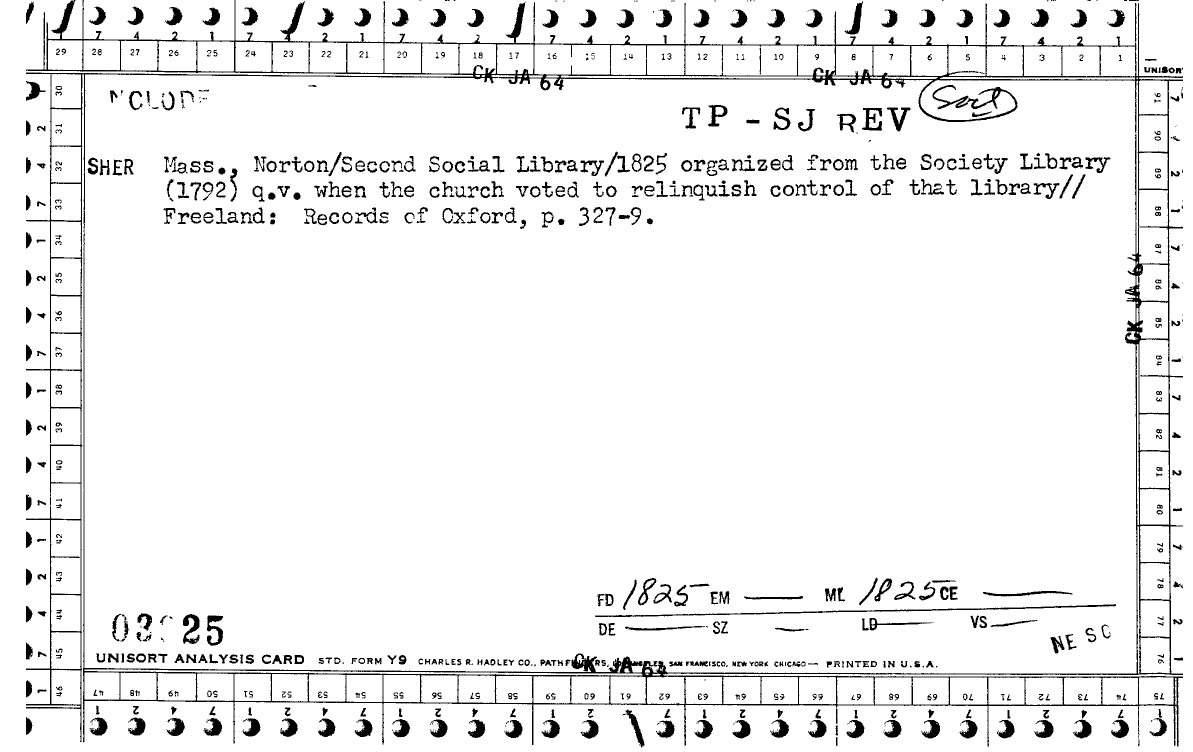 7 4 2 1 7 4 2 1 7 4 2 1 7 4 2 1 7 4 2 1 7 4 2 1 7 4 2 1
29 28 27 26 25 24 23 22 21 20 19 18 17 16 15 14 13 12 11 10 9 8 7 6 5 4 3 2 1
CK JA 64 CK JA 64
UNISORT
NCLODE
TP - SJ REV Socl
SHER Mass., Norton/Second Social Library/1825 organized from the Society Library
(1792) q.v. when the church voted to relinquish control of that library//
Freeland: Records of Oxford, p. 327-9.
30 31 32 33 34 35 36 37 38 39 40 41 42 43 44 45 46
91 90 89 88 87 86 85 84 83 82 81 80 79 78 77 76
CK JA 64
FD 1825 EM — ML 1825 CE —
DE — SZ — LD — VS —
NE SC
03 25
UNISORT ANALYSIS CARD STD. FORM Y9 CHARLES R. HADLEY CO., PATHFINDERS, LOS ANGELES, SAN FRANCISCO, NEW YORK CHICAGO — PRINTED IN U.S.A.
CK JA 64
47 48 49 50 51 52 53 54 55 56 57 58 59 60 61 62 63 64 65 66 67 68 69 70 71 72 73 74 75
1 2 4 7 1 2 4 7 1 2 4 7 1 2 4 7 1 2 4 7 1 2 4 7 1 2 4 7 1